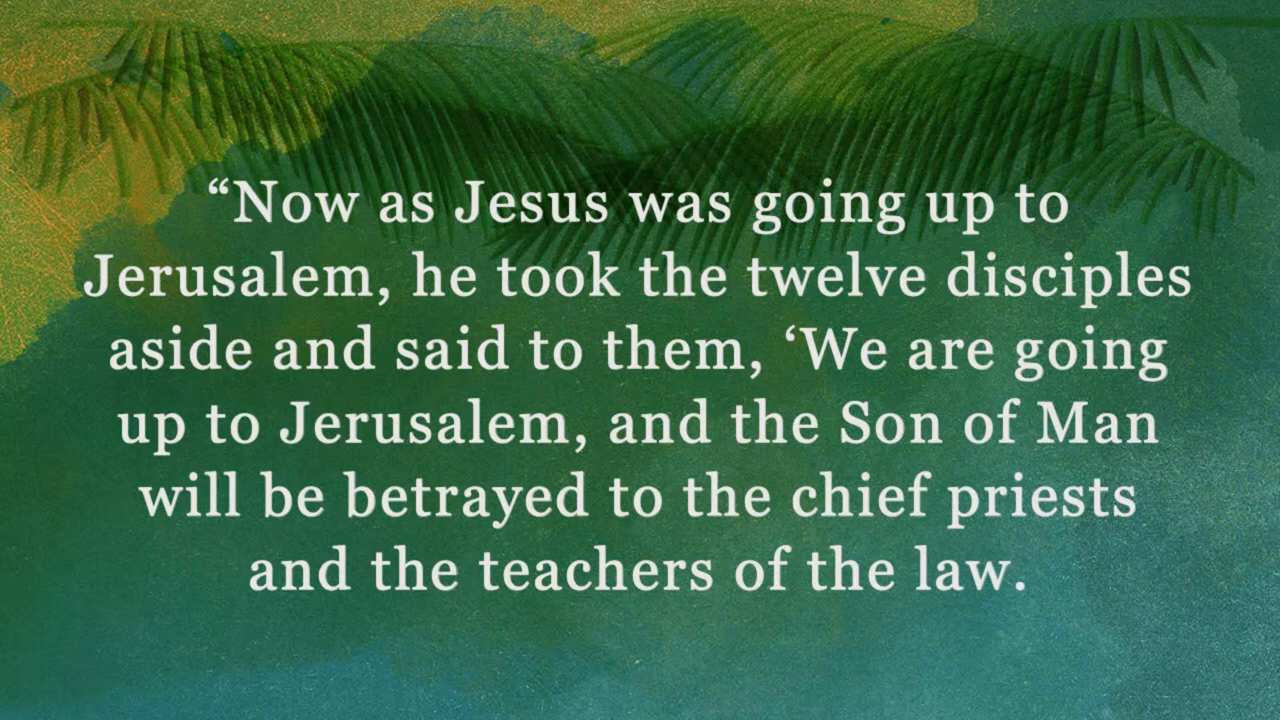 “Now as Jesus was going up to
Jerusalem, he took the twelve disciples
aside and said to them, ‘We are going
up to Jerusalem, and the Son of Man
will be betrayed to the chief priests
and the teachers of the law.